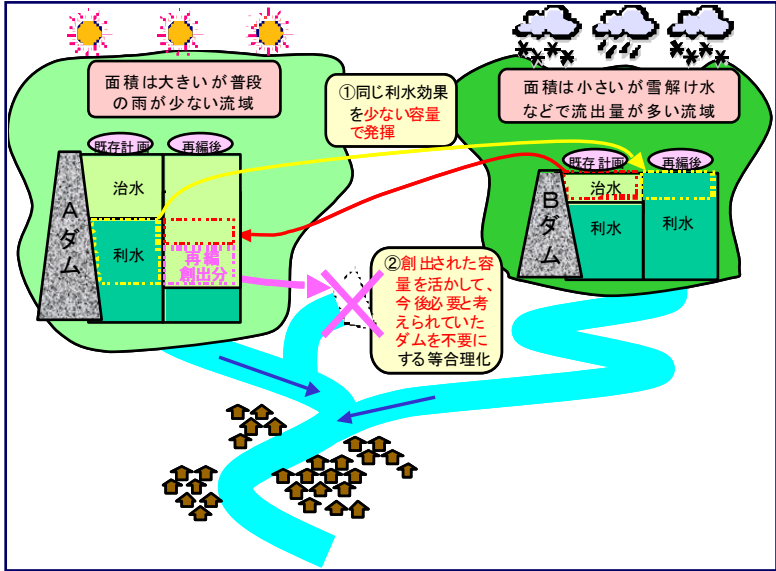 面積は大きいが普段
の雨が少ない流域
①同じ利水効果
を少ない容量
で発揮
面積は小さいが雪解け水
などで流出量が多い流域
既存計画
再編後
治水
利水
再編
創出分
Aダム
既存計画
再編後
治水
利水
利水
Bダム
②創出された容
量を活かして、
今後必要と考
えられていた
ダムを不要に
する等合理化